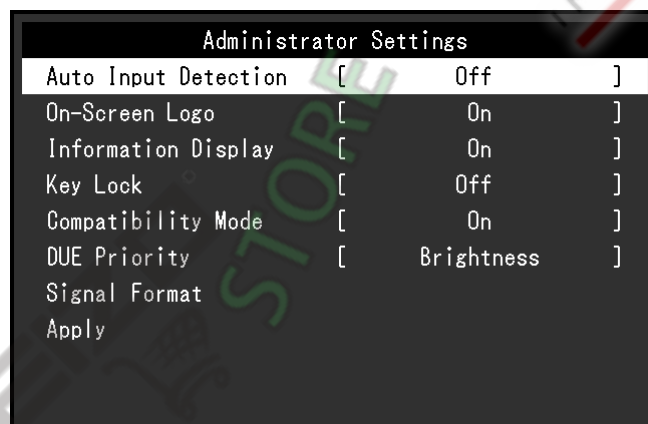 Administrator Settings
Auto Input Detection [ Off ]
On-Screen Logo [ On ]
Information Display [ On ]
Key Lock [ Off ]
Compatibility Mode [ On ]
DUE Priority [ Brightness ]
Signal Format
Apply
STORE